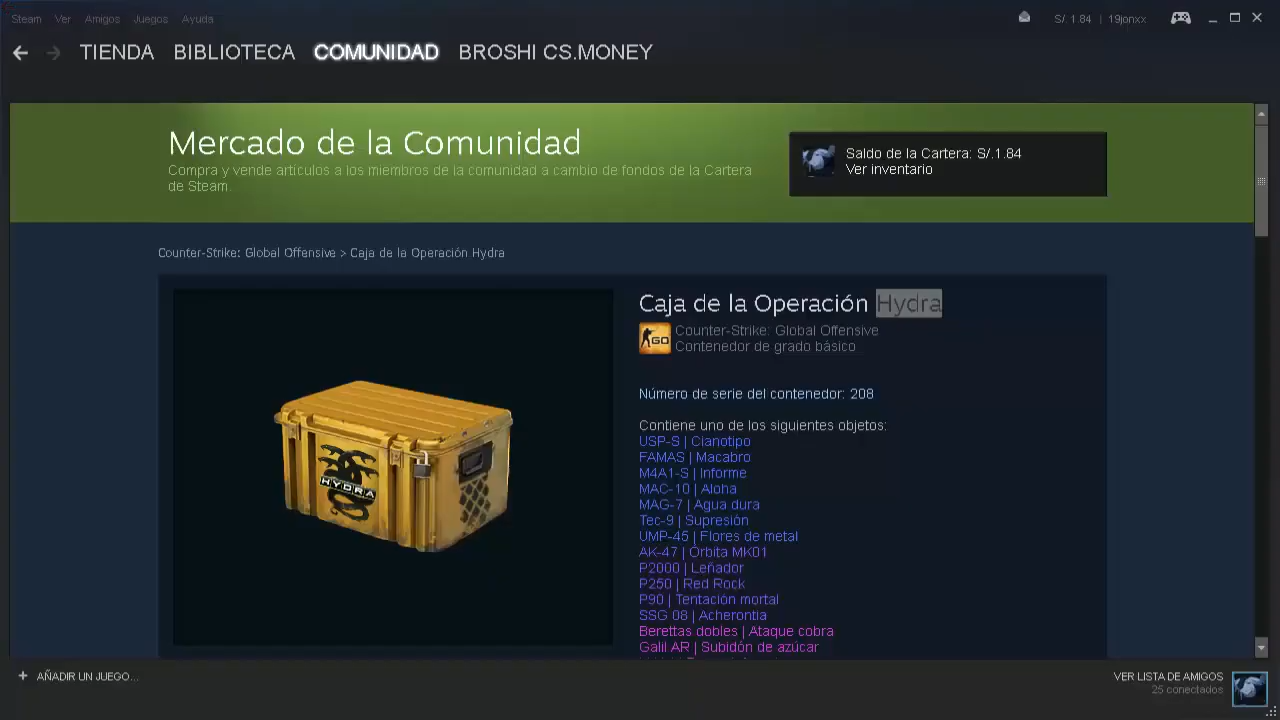 Steam Ver Amigos Juegos Ayuda
S/. 1.84 | 19jonxx
TIENDA BIBLIOTECA COMUNIDAD BROSHI CS.MONEY
Mercado de la Comunidad
Compra y vende artículos a los miembros de la comunidad a cambio de fondos de la Cartera
de Steam.
Saldo de la Cartera: S/.1.84
Ver inventario
Counter-Strike: Global Offensive > Caja de la Operación Hydra
HYDRA
Caja de la Operación Hydra
GO
Counter-Strike: Global Offensive
Contenedor de grado básico
Número de serie del contenedor: 208
Contiene uno de los siguientes objetos:
USP-S | Cianotipo
FAMAS | Macabro
M4A1-S | Informe
MAC-10 | Aloha
MAG-7 | Agua dura
Tec-9 | Supresión
UMP-45 | Flores de metal
AK-47 | Órbita MK01
P2000 | Leñador
P250 | Red Rock
P90 | Tentación mortal
SSG 08 | Acherontia
Berettas dobles | Ataque cobra
Galil AR | Subidón de azúcar
+ AÑADIR UN JUEGO...
VER LISTA DE AMIGOS
25 conectados